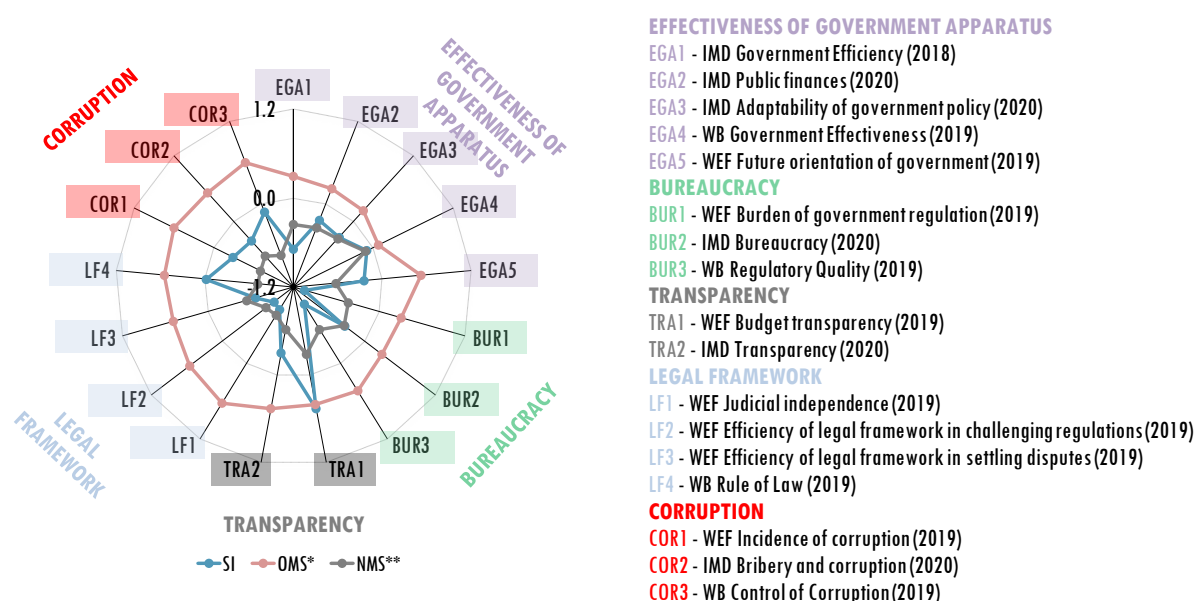 EFFECTIVENESS OF
GOVERNMENT
APPARATUS
CORRUPTION
EGA1
1.2
COR3
EGA2
COR2
EGA3
COR1
0.0
EGA4
LF4
-1.2
EGA5
LF3
BUR1
LF2
BUR2
LEGAL
FRAMEWORK
LF1
TRA2
TRA1
BUR3
BUREAUCRACY
TRANSPARENCY
SI
OMS*
NMS**
EFFECTIVENESS OF GOVERNMENT APPARATUS
EGA1 - IMD Government Efficiency (2018)
EGA2 - IMD Public finances (2020)
EGA3 - IMD Adaptability of government policy (2020)
EGA4 - WB Government Effectiveness (2019)
EGA5 - WEF Future orientation of government (2019)
BUREAUCRACY
BUR1 - WEF Burden of government regulation (2019)
BUR2 - IMD Bureaucracy (2020)
BUR3 - WB Regulatory Quality (2019)
TRANSPARENCY
TRA1 - WEF Budget transparency (2019)
TRA2 - IMD Transparency (2020)
LEGAL FRAMEWORK
LF1 - WEF Judicial independence (2019)
LF2 - WEF Efficiency of legal framework in challenging regulations (2019)
LF3 - WEF Efficiency of legal framework in settling disputes (2019)
LF4 - WB Rule of Law (2019)
CORRUPTION
COR1 - WEF Incidence of corruption (2019)
COR2 - IMD Bribery and corruption (2020)
COR3 - WB Control of Corruption (2019)